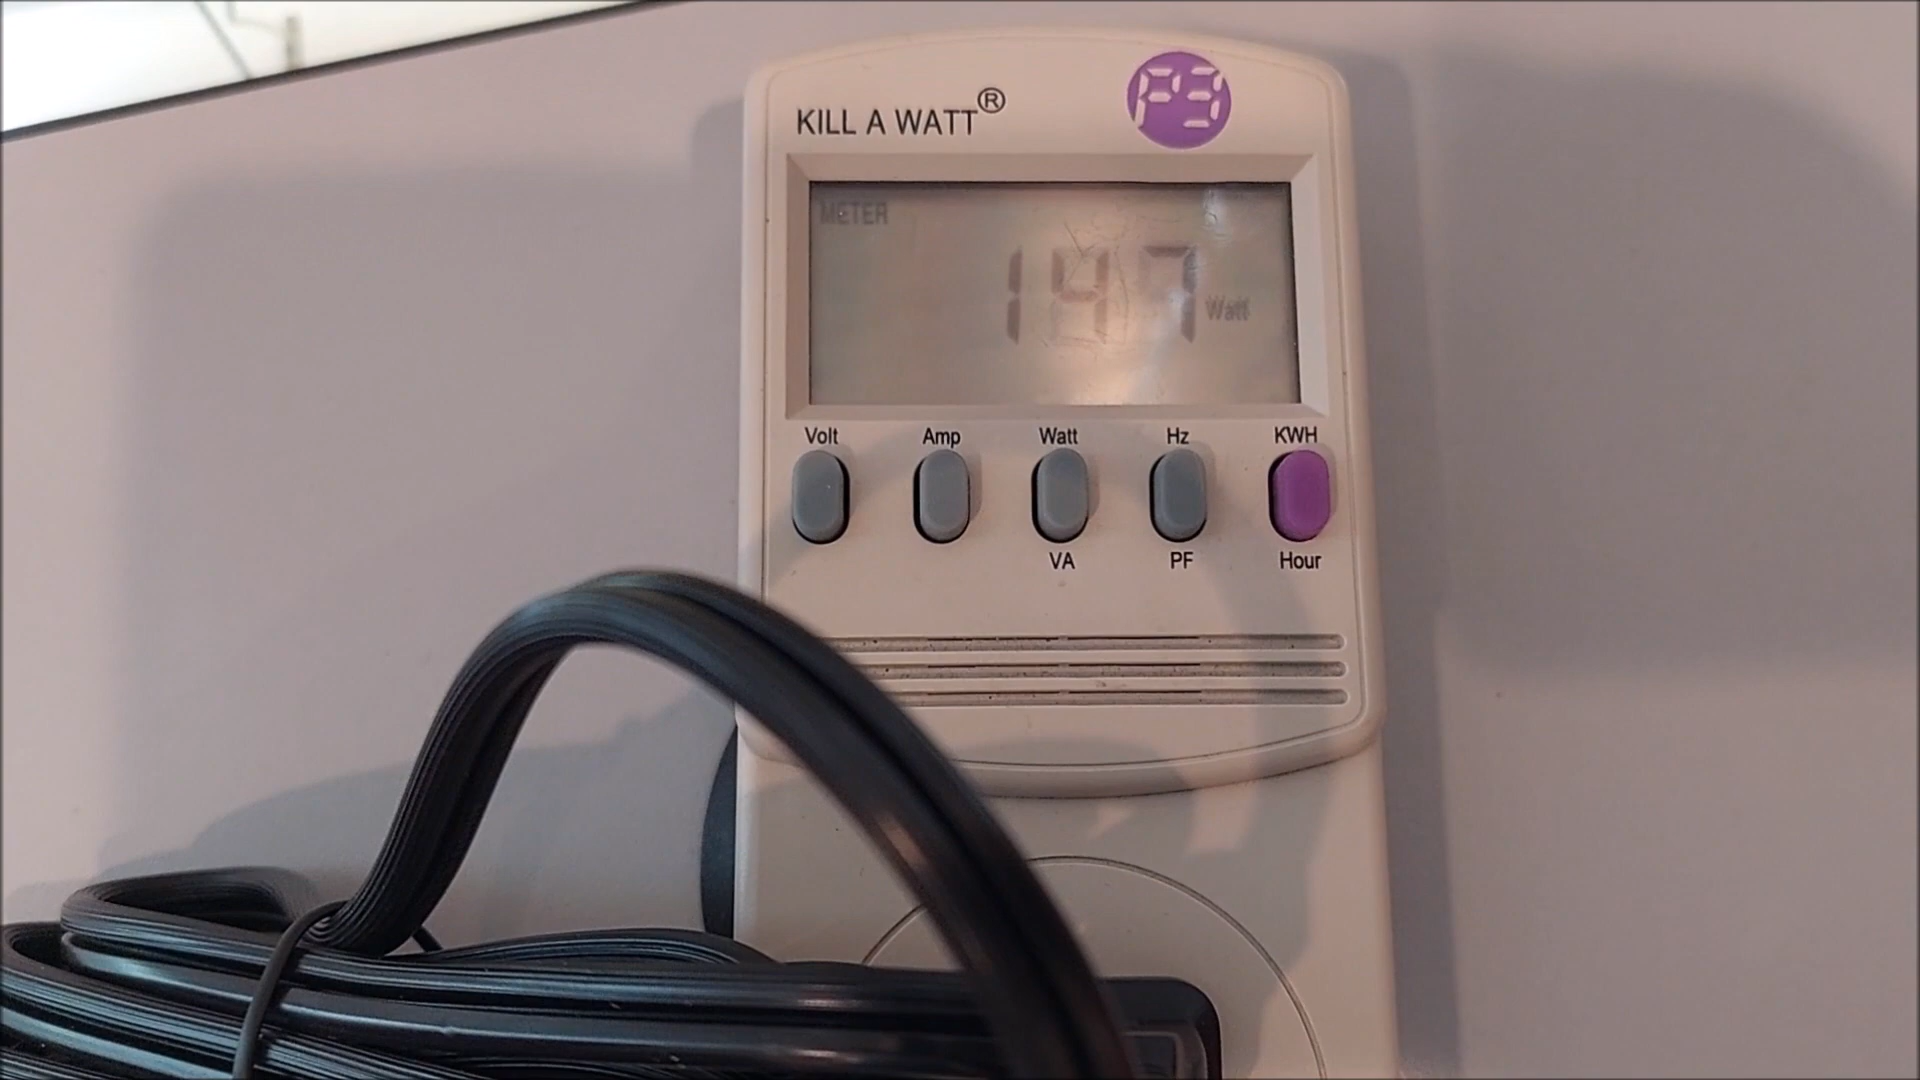 KILL A WATT®
P3
METER
147 Watt
Volt Amp Watt Hz KWH
VA PF Hour